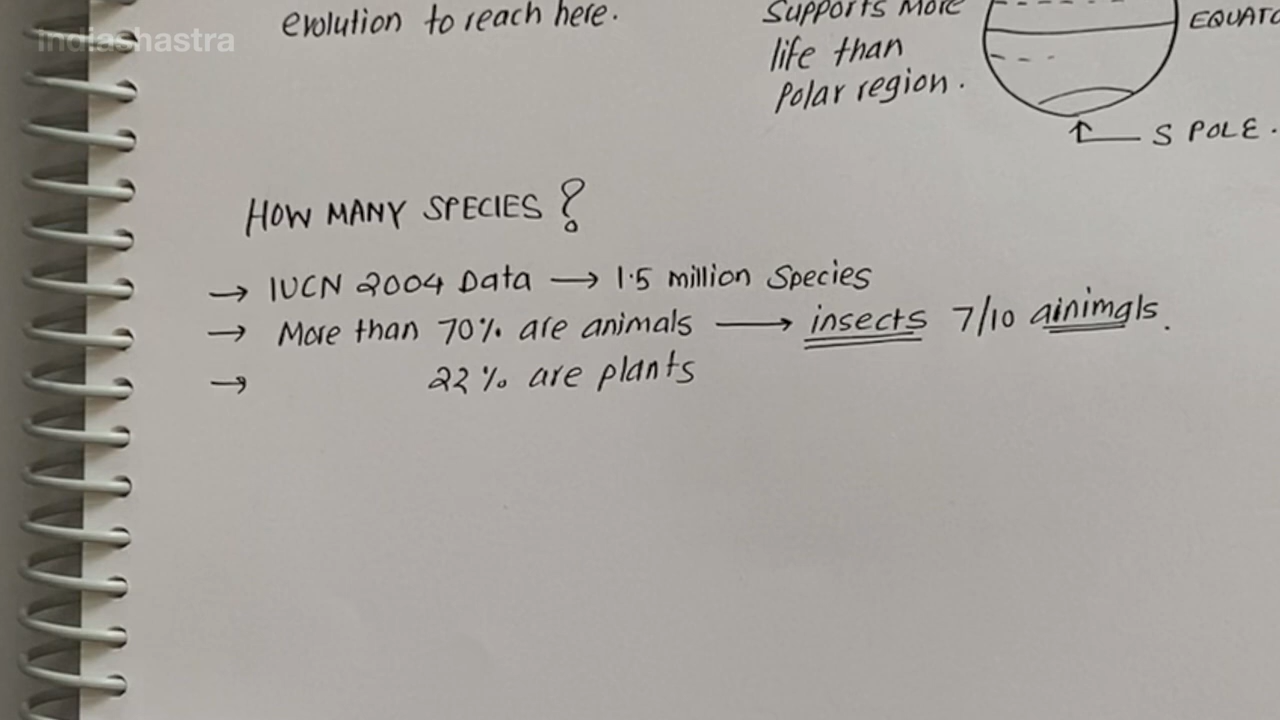 indiashastra
evolution to reach here.
Supports More
life than
Polar region.
EQUATO
S POLE.
HOW MANY SPECIES?
→ IUCN 2004 Data → 1.5 million Species
→ More than 70% are animals → insects 7/10 ainimals.
→ 22% are plants